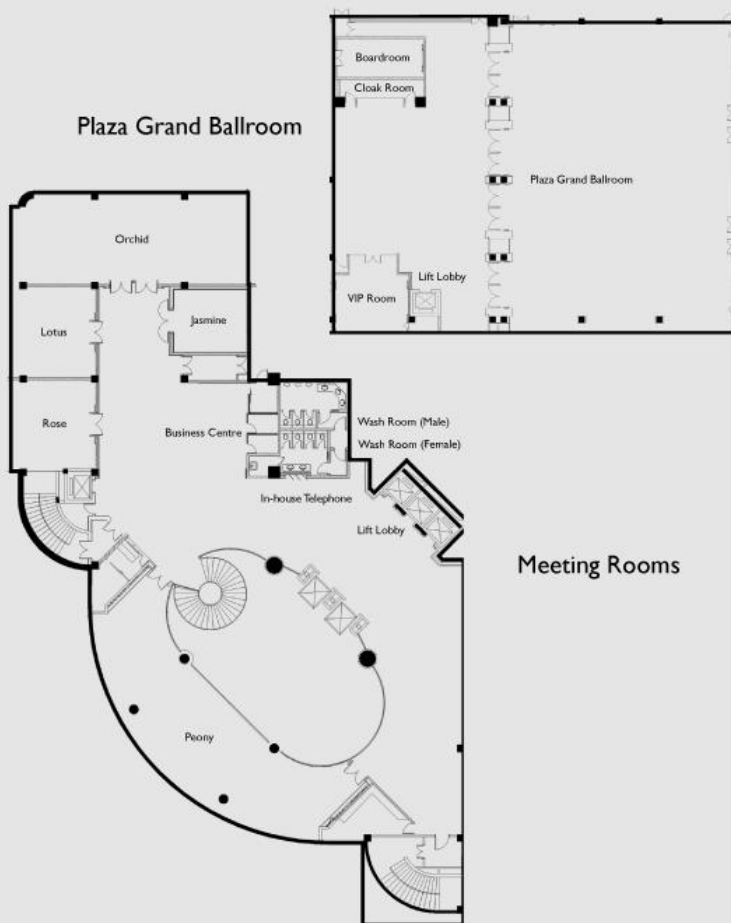 Boardroom
Cloak Room
Plaza Grand Ballroom
Plaza Grand Ballroom
Orchid
Lift Lobby
VIP Room
Lotus
Jasmine
Rose
Business Centre
Wash Room (Male)
Wash Room (Female)
In-house Telephone
Lift Lobby
Meeting Rooms
Peony